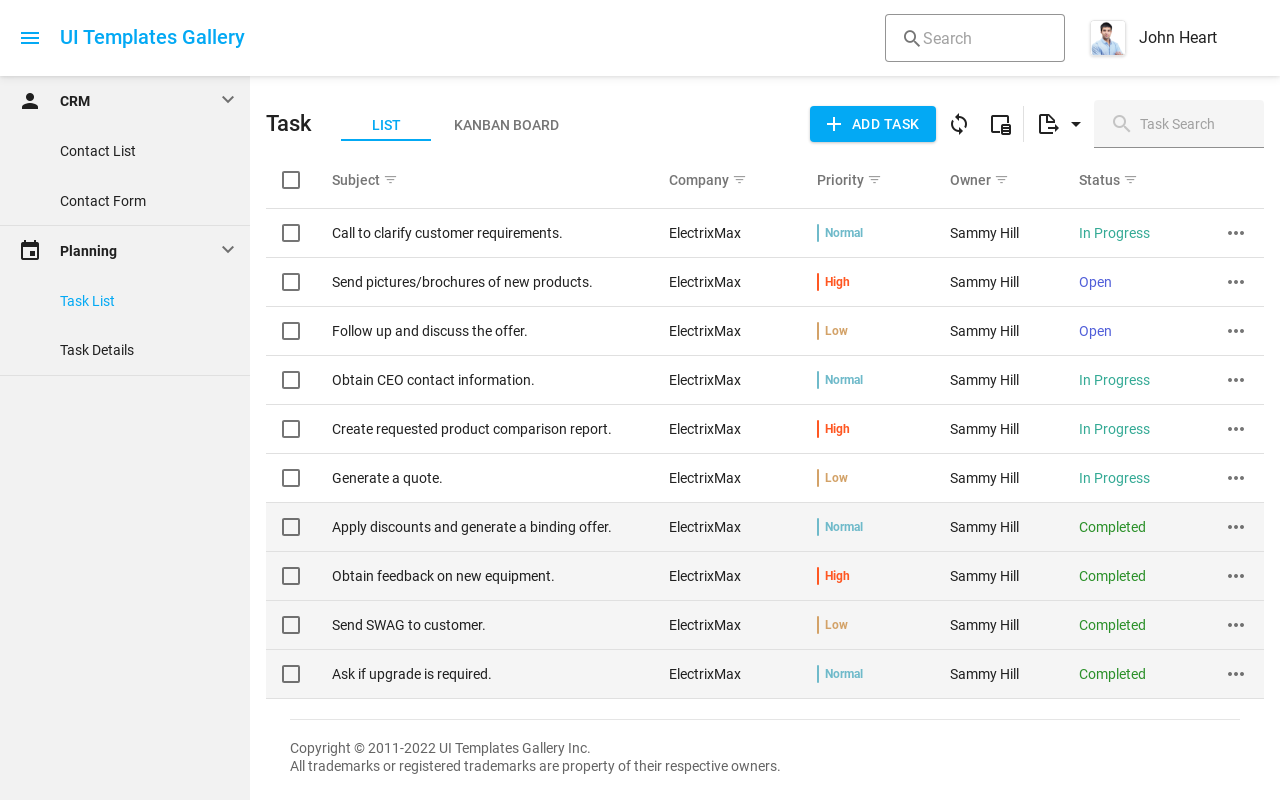 UI Templates Gallery
Search
John Heart
CRM
Contact List
Contact Form
Planning
Task List
Task Details
Task
LIST
KANBAN BOARD
ADD TASK
Task Search
Subject Company Priority Owner Status
Call to clarify customer requirements. ElectrixMax Normal Sammy Hill In Progress
Send pictures/brochures of new products. ElectrixMax High Sammy Hill Open
Follow up and discuss the offer. ElectrixMax Low Sammy Hill Open
Obtain CEO contact information. ElectrixMax Normal Sammy Hill In Progress
Create requested product comparison report. ElectrixMax High Sammy Hill In Progress
Generate a quote. ElectrixMax Low Sammy Hill In Progress
Apply discounts and generate a binding offer. ElectrixMax Normal Sammy Hill Completed
Obtain feedback on new equipment. ElectrixMax High Sammy Hill Completed
Send SWAG to customer. ElectrixMax Low Sammy Hill Completed
Ask if upgrade is required. ElectrixMax Normal Sammy Hill Completed
Copyright © 2011-2022 UI Templates Gallery Inc.
All trademarks or registered trademarks are property of their respective owners.